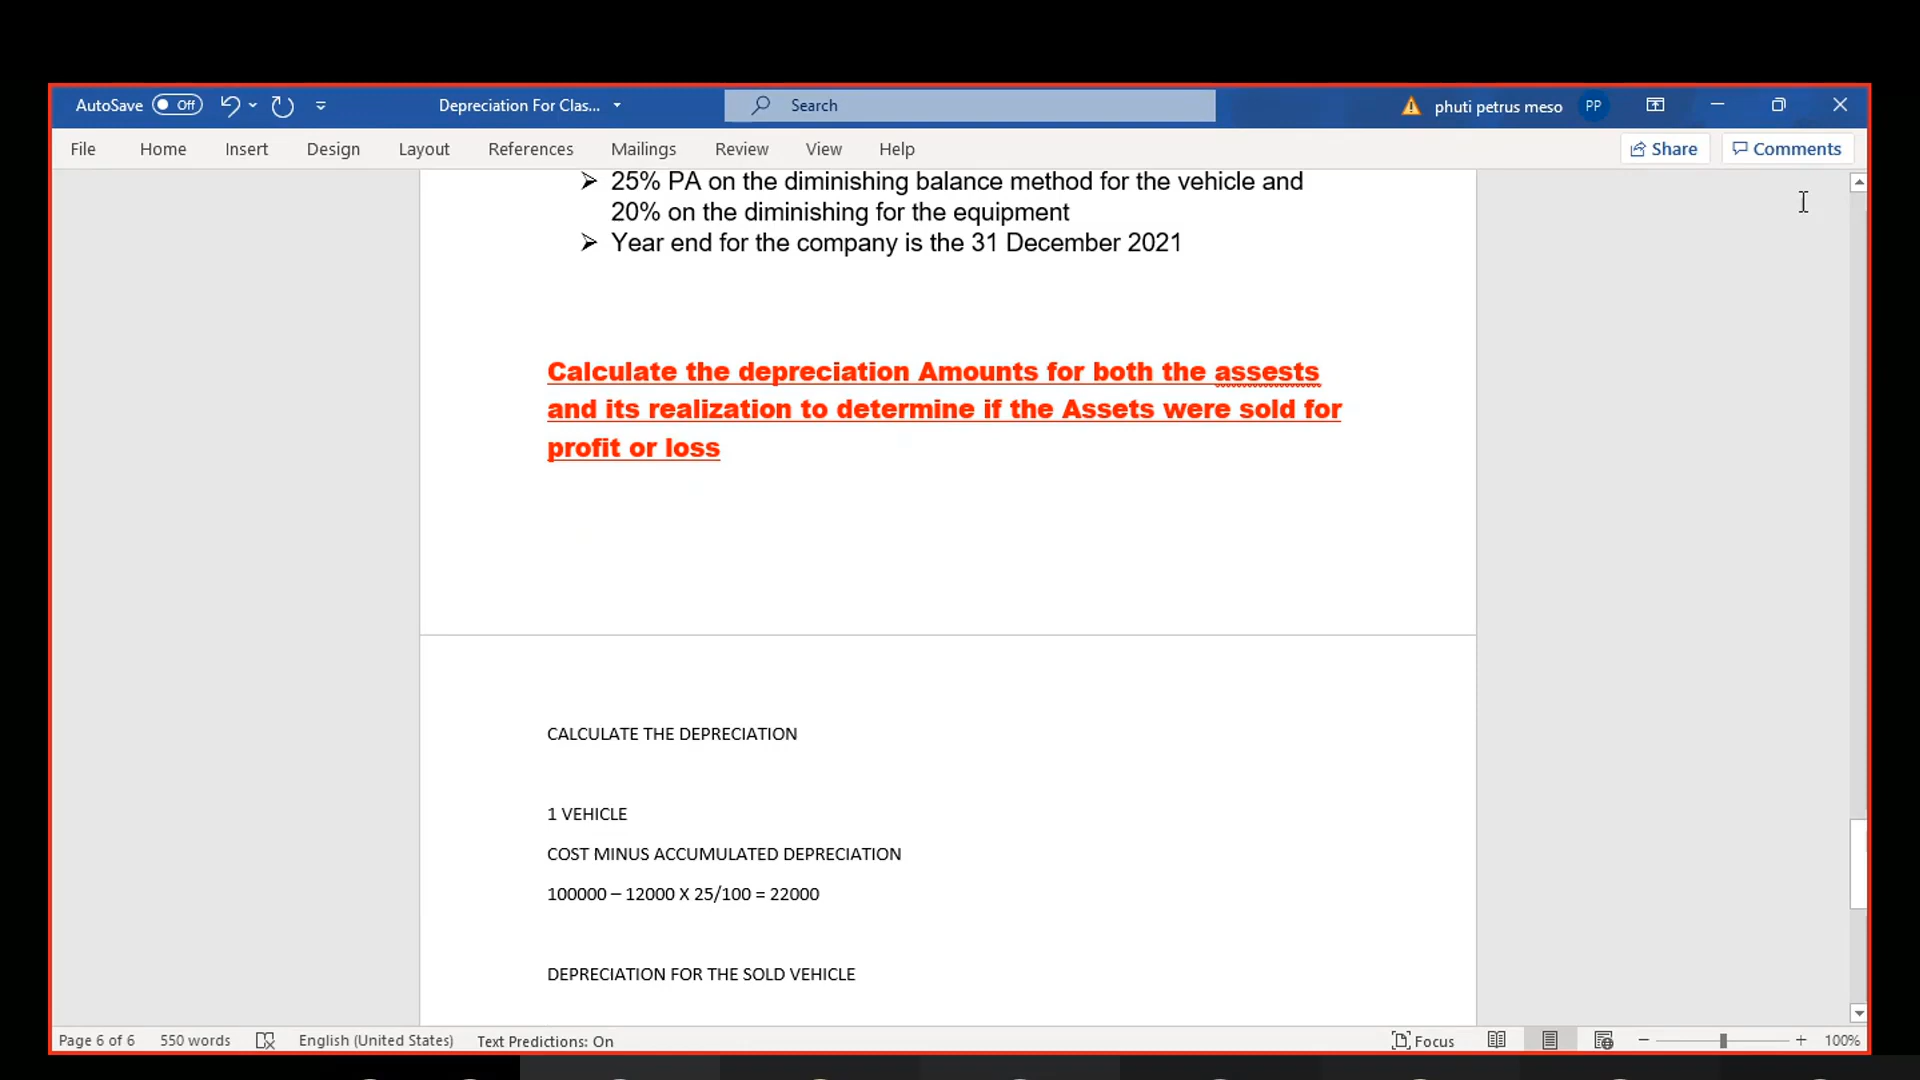 AutoSave Off Depreciation For Clas... Search phuti petrus meso PP
File Home Insert Design Layout References Mailings Review View Help Share Comments
➢ 25% PA on the diminishing balance method for the vehicle and
20% on the diminishing for the equipment
➢ Year end for the company is the 31 December 2021
Calculate the depreciation Amounts for both the assests
and its realization to determine if the Assets were sold for
profit or loss
CALCULATE THE DEPRECIATION
1 VEHICLE
COST MINUS ACCUMULATED DEPRECIATION
100000 – 12000 X 25/100 = 22000
DEPRECIATION FOR THE SOLD VEHICLE
Page 6 of 6 550 words English (United States) Text Predictions: On Focus 100%